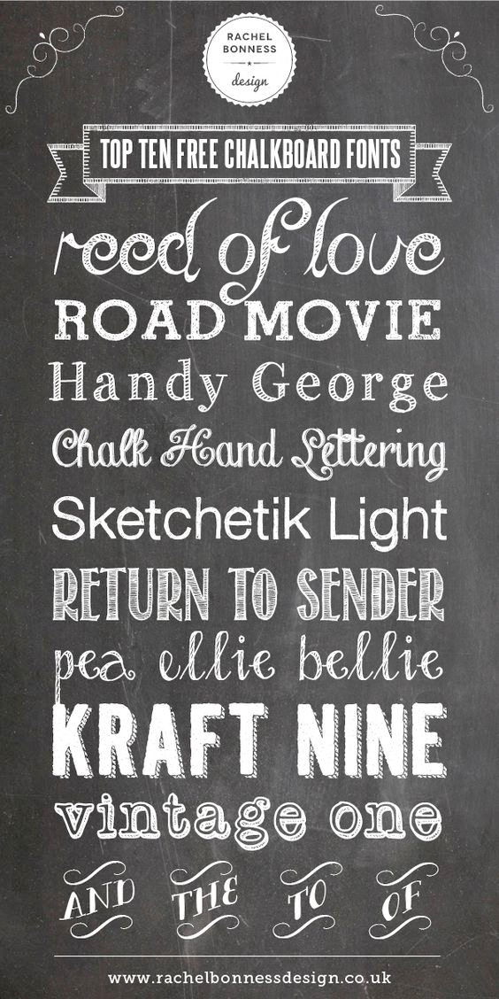 RACHEL
BONNESS
design
TOP TEN FREE CHALKBOARD FONTS
reed of love
ROAD MOVIE
Handy George
Chalk Hand Lettering
Sketchetik Light
RETURN TO SENDER
pea ellie bellie
KRAFT NINE
vintage one
AND THE TO OF
www.rachelbonnessdesign.co.uk